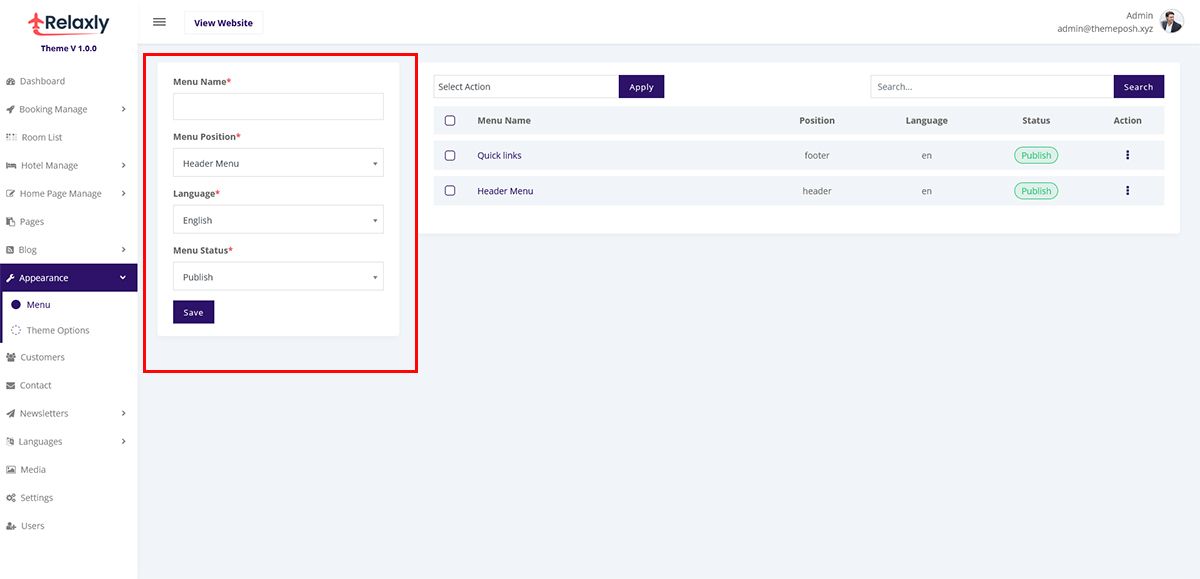 Relaxly
Theme V 1.0.0
Dashboard
Booking Manage
Room List
Hotel Manage
Home Page Manage
Pages
Blog
Appearance
Menu
Theme Options
Customers
Contact
Newsletters
Languages
Media
Settings
Users
View Website
Admin
admin@themeposh.xyz
Menu Name*
Menu Position*
Header Menu
Language*
English
Menu Status*
Publish
Save
Select Action Apply Search... Search
Menu Name Position Language Status Action
Quick links footer en Publish
Header Menu header en Publish